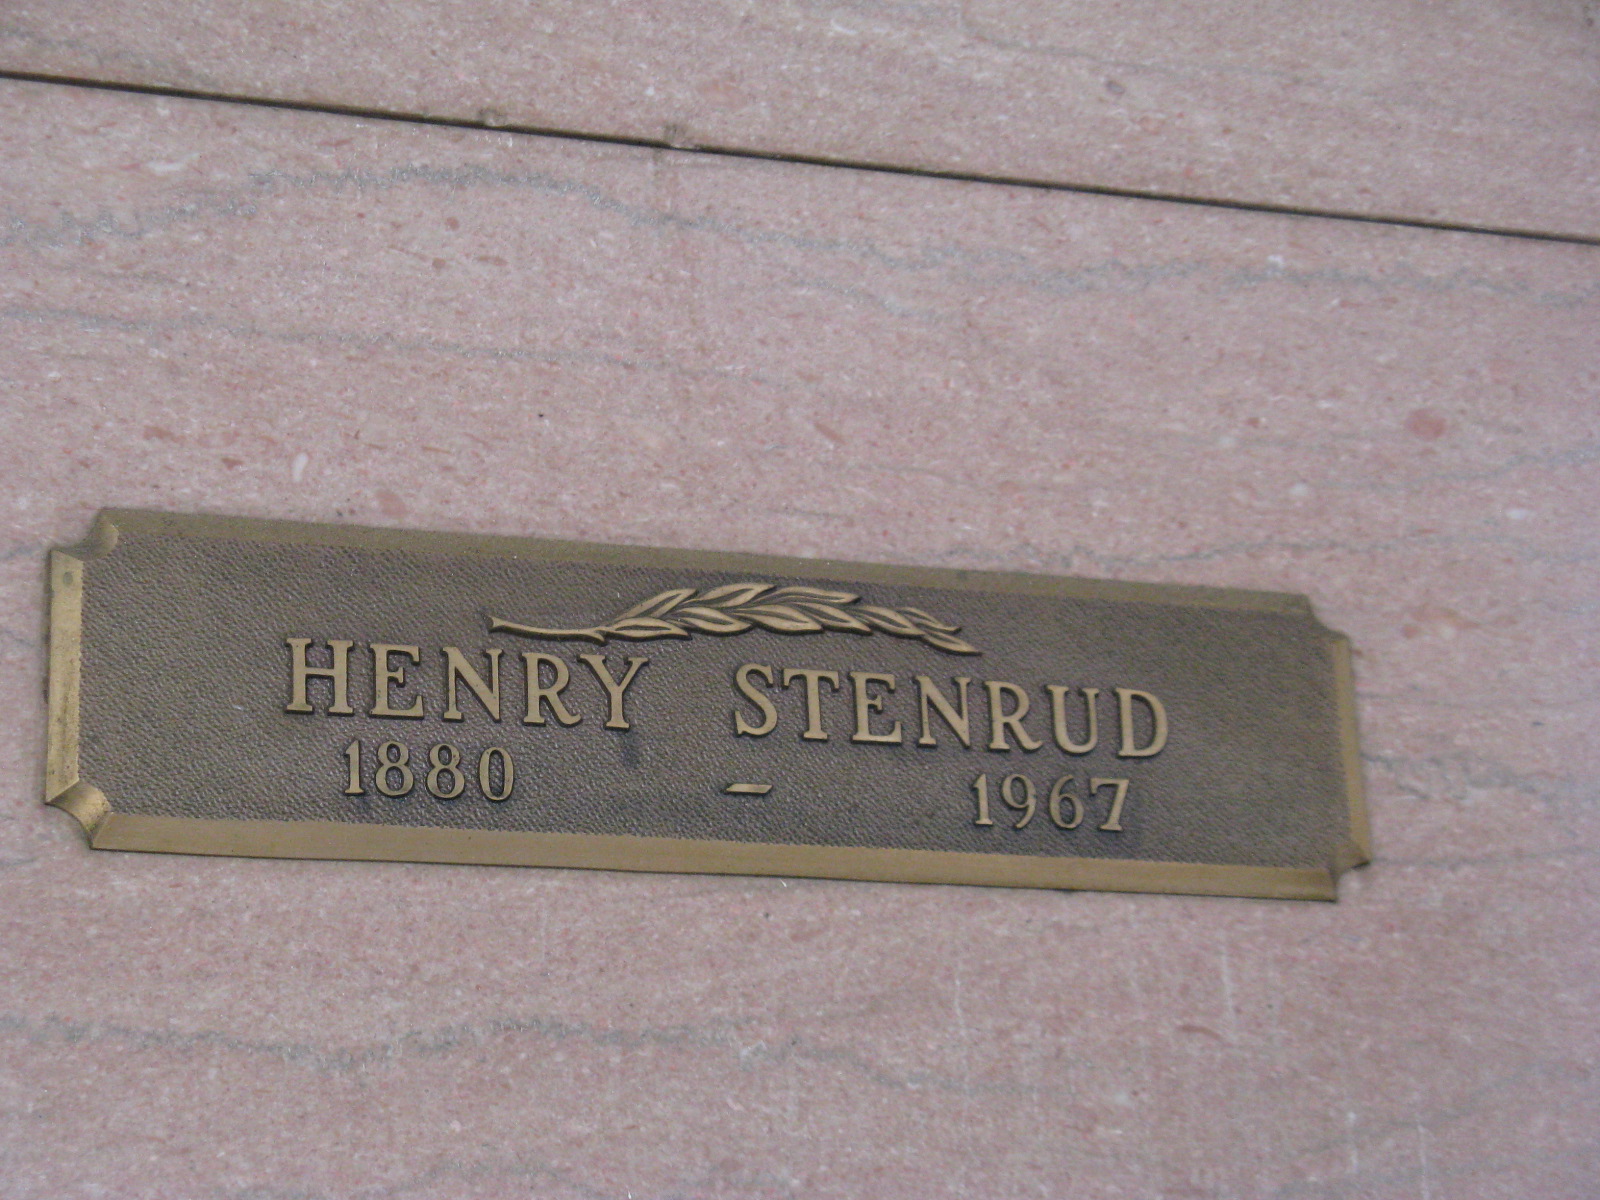 HENRY STENRUD
1880 – 1967